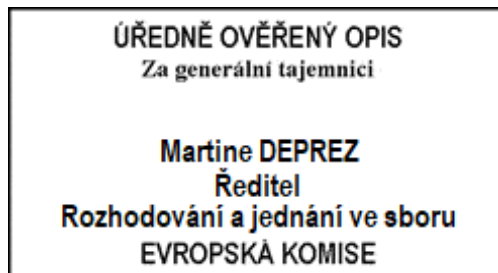 ÚŘEDNĚ OVĚŘENÝ OPIS
Za generální tajemnici
Martine DEPREZ
Ředitel
Rozhodování a jednání ve sboru
EVROPSKÁ KOMISE